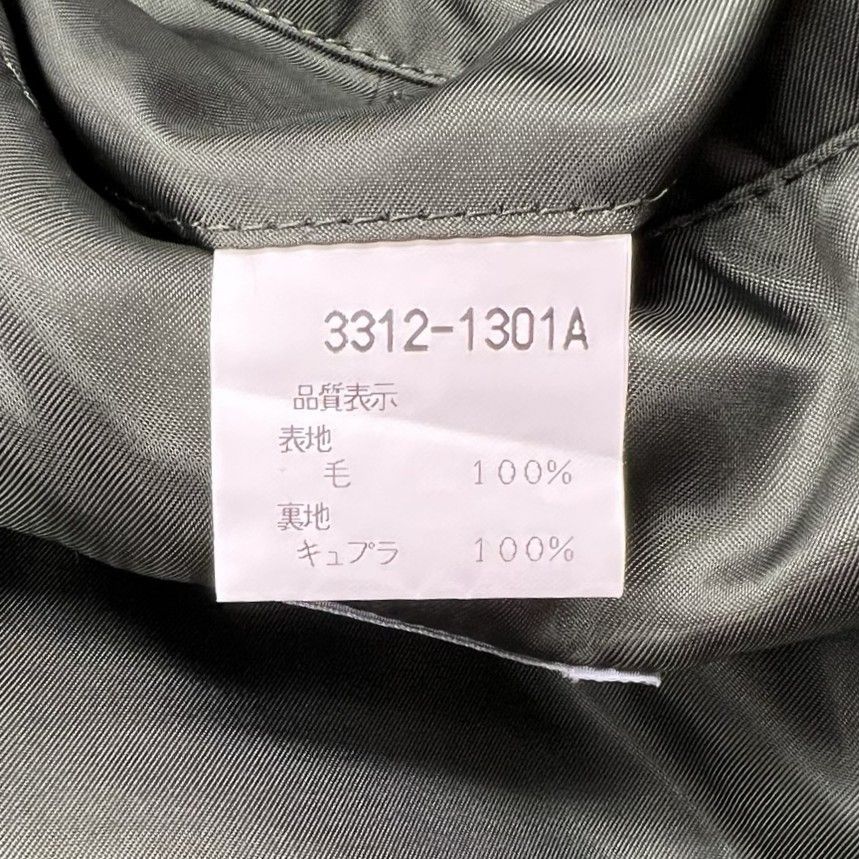 3312-1301A
品質表示
表地
毛 100%
裏地
キュプラ 100%